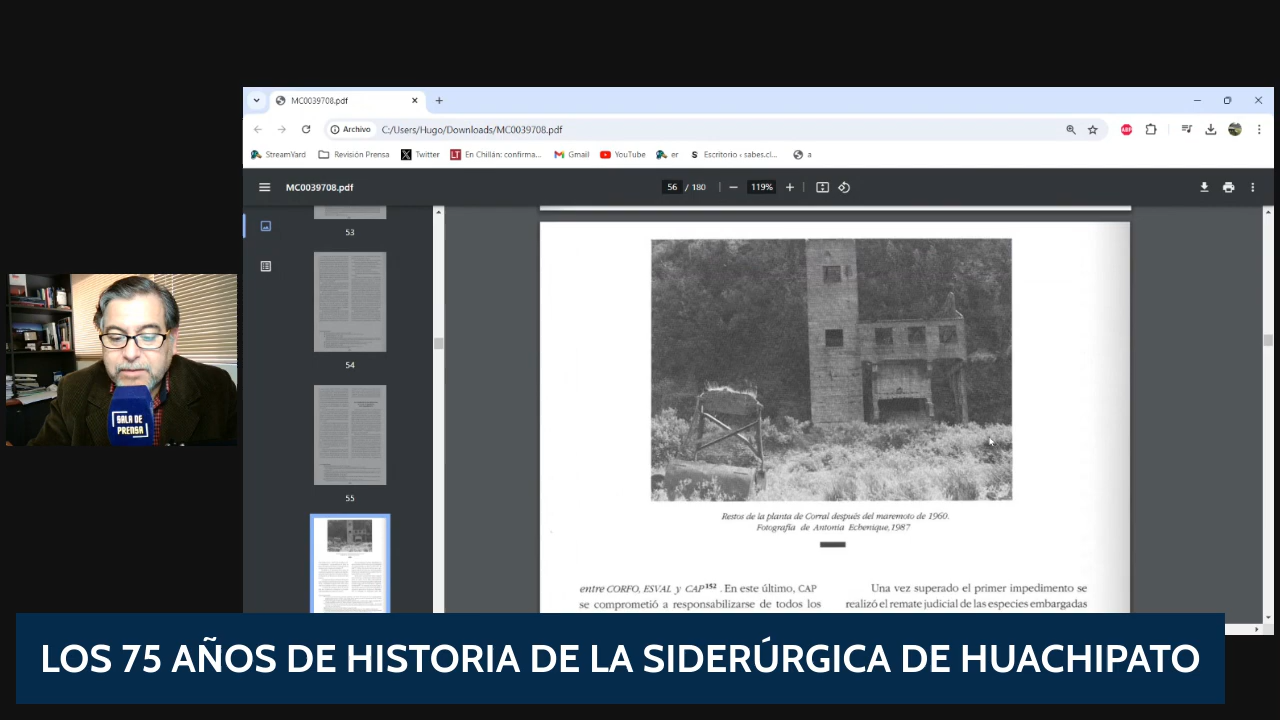 MC0039708.pdf
Archivo
C:/Users/Hugo/Downloads/MC0039708.pdf
ABP
StreamYard
Revisión Prensa
Twitter
LT En Chillán: confirma...
Gmail
YouTube
er
S Escritorio ‹ sabes.cl...
a
MC0039708.pdf
56 / 180
119%
53
54
55
SALA DE
PRENSA
Restos de la planta de Corral después del maremoto de 1960.
Fotografía de Antonia Echenique,1987
entre CORFO, ESVAL y CAP¹⁵². En este último, CAP
se comprometió a responsabilizarse de todos los
Una vez superado el primer impedimento se
realizó el remate judicial de las especies embargadas
LOS 75 AÑOS DE HISTORIA DE LA SIDERÚRGICA DE HUACHIPATO